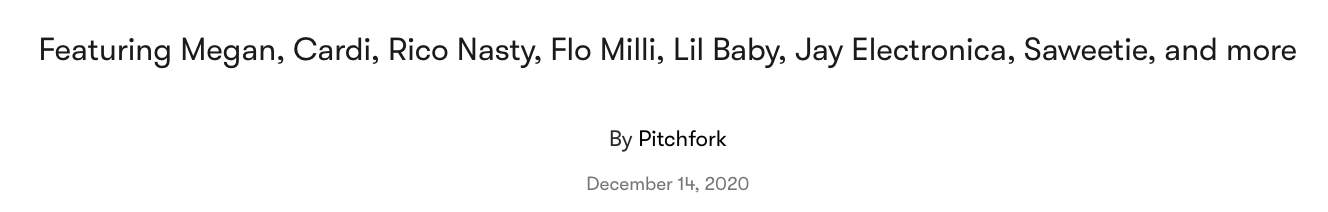 Featuring Megan, Cardi, Rico Nasty, Flo Milli, Lil Baby, Jay Electronica, Saweetie, and more
By Pitchfork
December 14, 2020